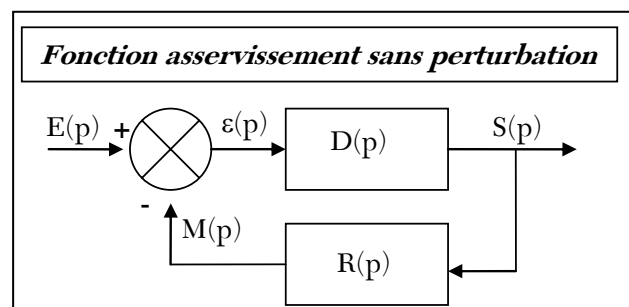 Fonction asservissement sans perturbation
E(p) + ε(p) D(p) S(p)
-
M(p) R(p)